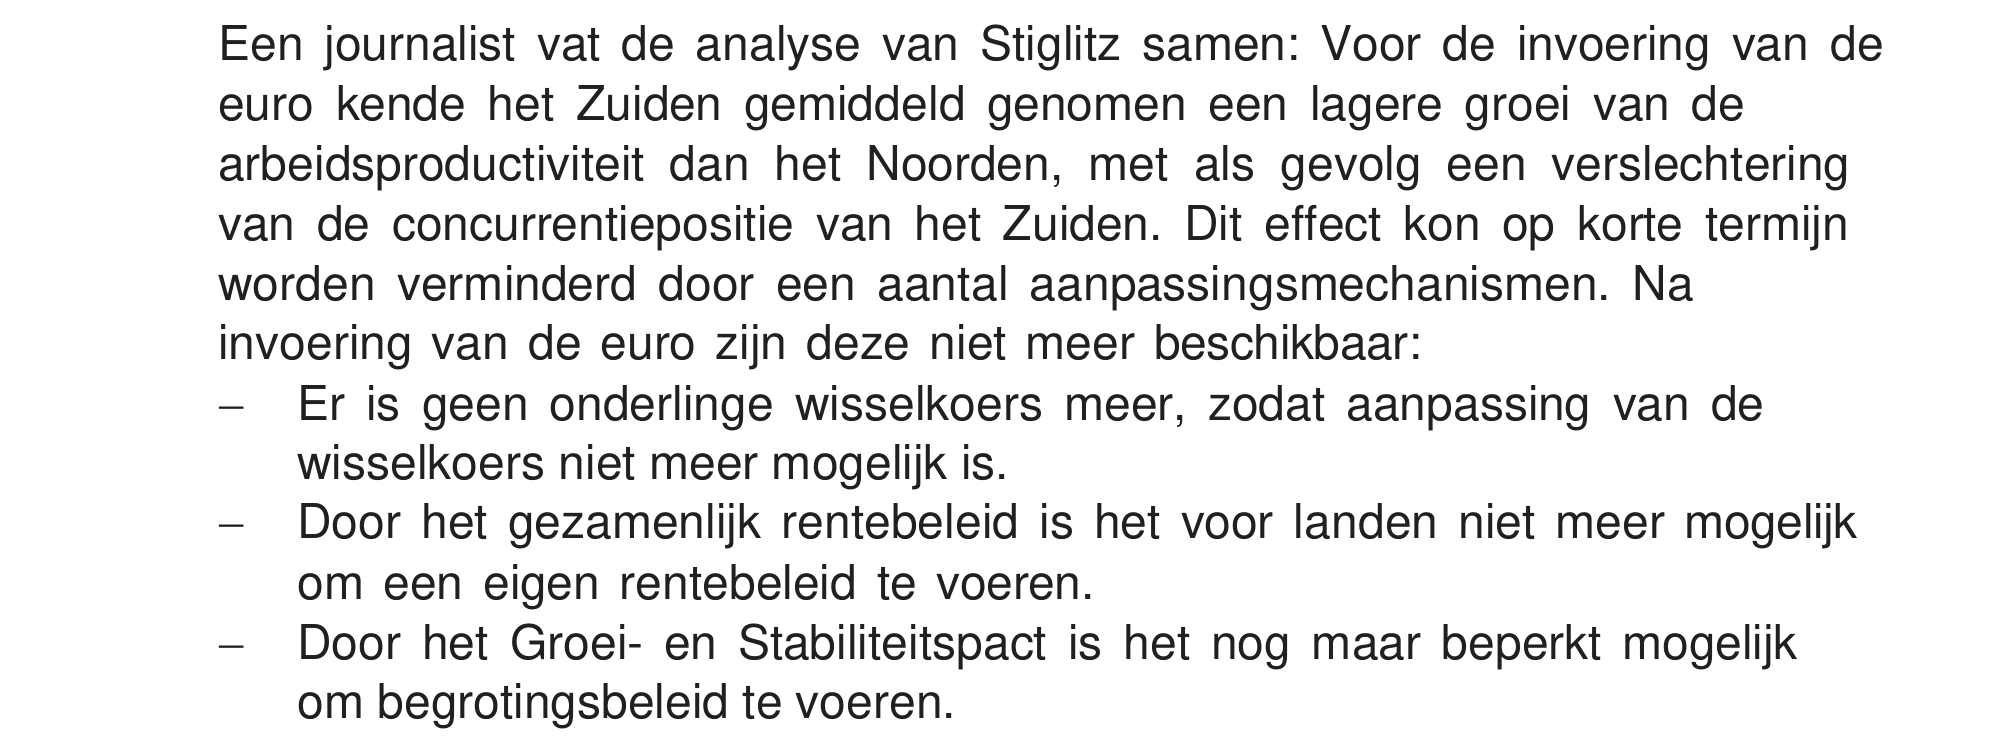 Een journalist vat de analyse van Stiglitz samen: Voor de invoering van de
euro kende het Zuiden gemiddeld genomen een lagere groei van de
arbeidsproductiviteit dan het Noorden, met als gevolg een verslechtering
van de concurrentiepositie van het Zuiden. Dit effect kon op korte termijn
worden verminderd door een aantal aanpassingsmechanismen. Na
invoering van de euro zijn deze niet meer beschikbaar:
– Er is geen onderlinge wisselkoers meer, zodat aanpassing van de
wisselkoers niet meer mogelijk is.
– Door het gezamenlijk rentebeleid is het voor landen niet meer mogelijk
om een eigen rentebeleid te voeren.
– Door het Groei- en Stabiliteitspact is het nog maar beperkt mogelijk
om begrotingsbeleid te voeren.